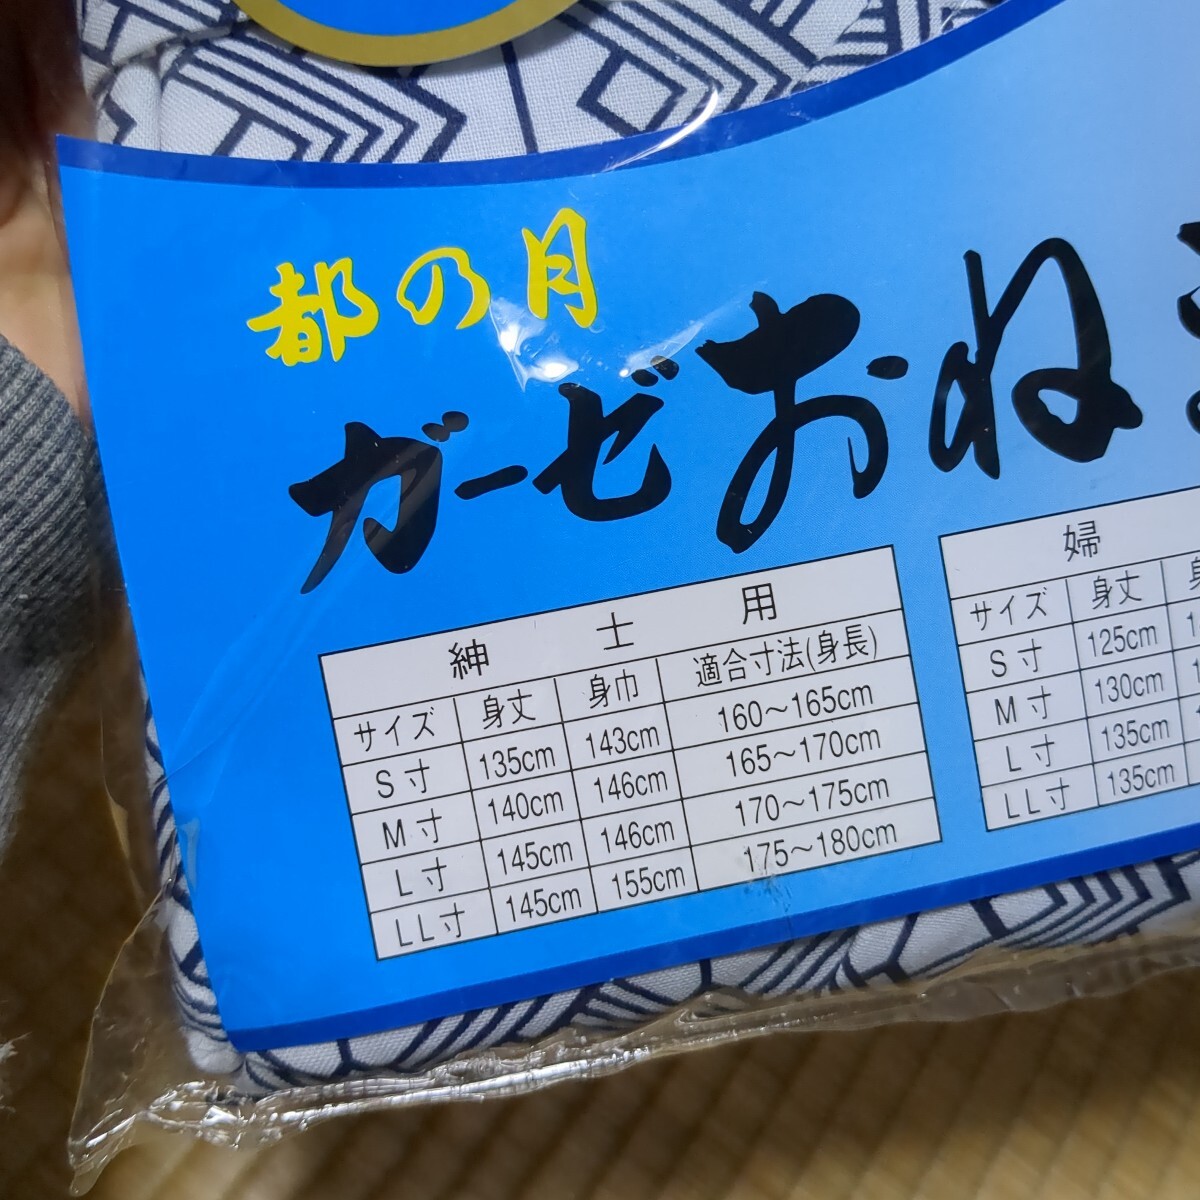 都の月
ガーゼおねま
紳士用
サイズ 身丈 身巾 適合寸法(身長)
S寸 135cm 143cm 160～165cm
M寸 140cm 146cm 165～170cm
L寸 145cm 146cm 170～175cm
LL寸 145cm 155cm 175～180cm
婦
サイズ 身丈
S寸 125cm
M寸 130cm
L寸 135cm
LL寸 135cm